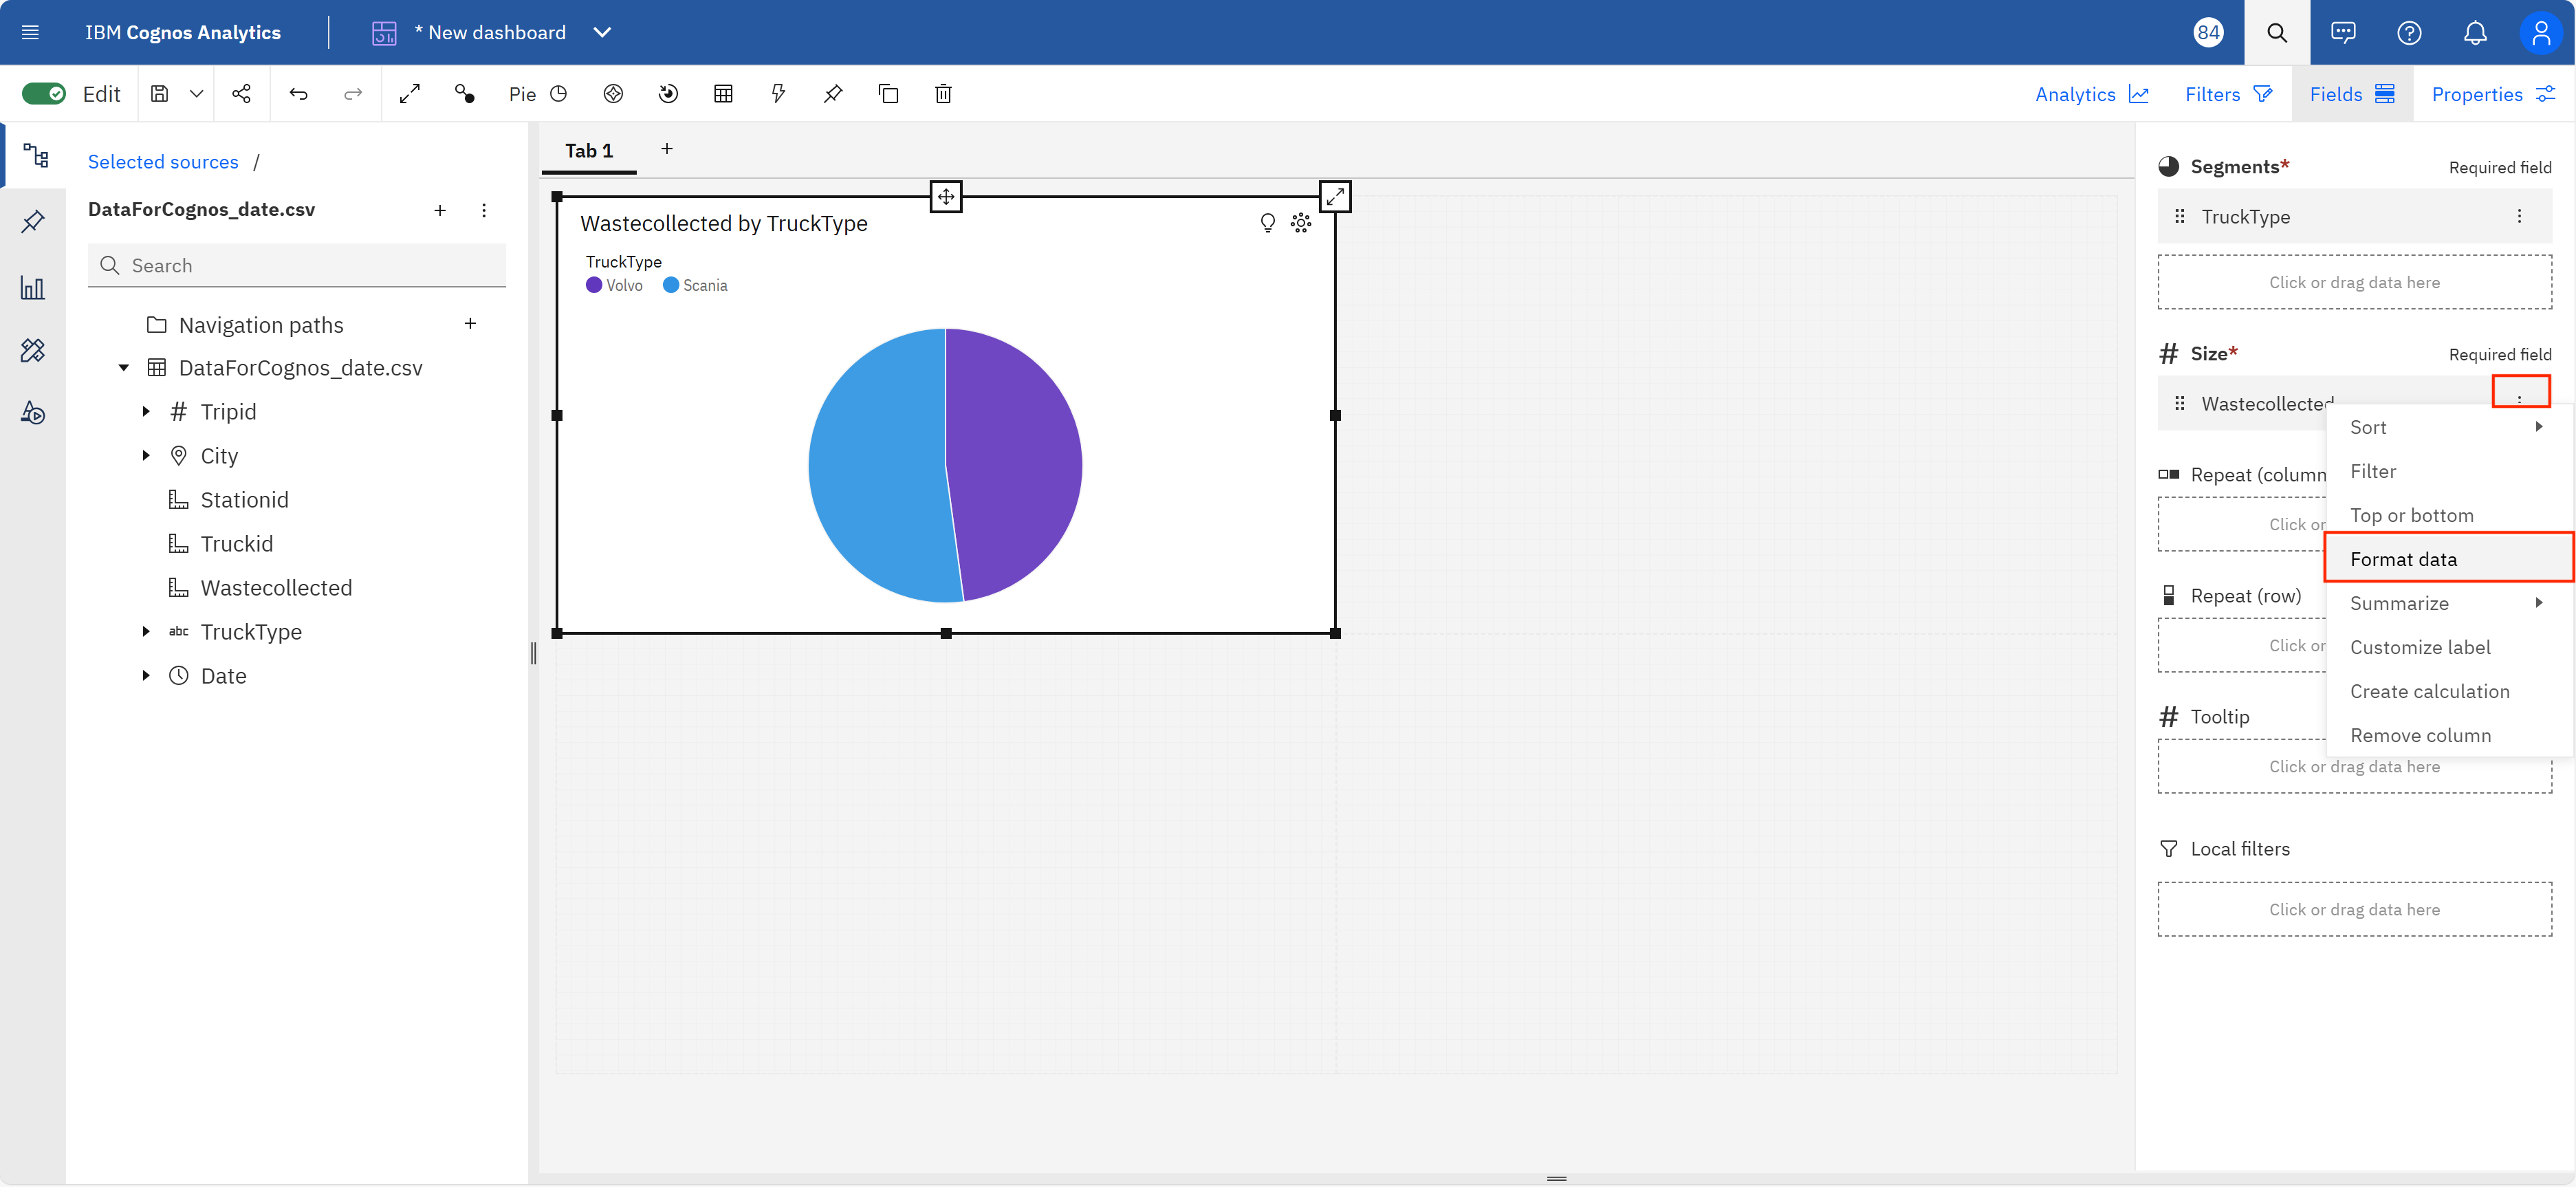 IBM Cognos Analytics
* New dashboard
84
Edit
Pie
Analytics
Filters
Fields
Properties
Selected sources /
DataForCognos_date.csv
Search
Navigation paths
DataForCognos_date.csv
Tripid
City
Stationid
Truckid
Wastecollected
abc TruckType
Date
Tab 1
Wastecollected by TruckType
TruckType
Volvo Scania
Segments* Required field
TruckType
Click or drag data here
Size* Required field
Wastecollected
Sort
Filter
Top or bottom
Format data
Summarize
Customize label
Create calculation
Remove column
Repeat (column
Click or
Repeat (row)
Click or
Tooltip
Click or drag data here
Local filters
Click or drag data here